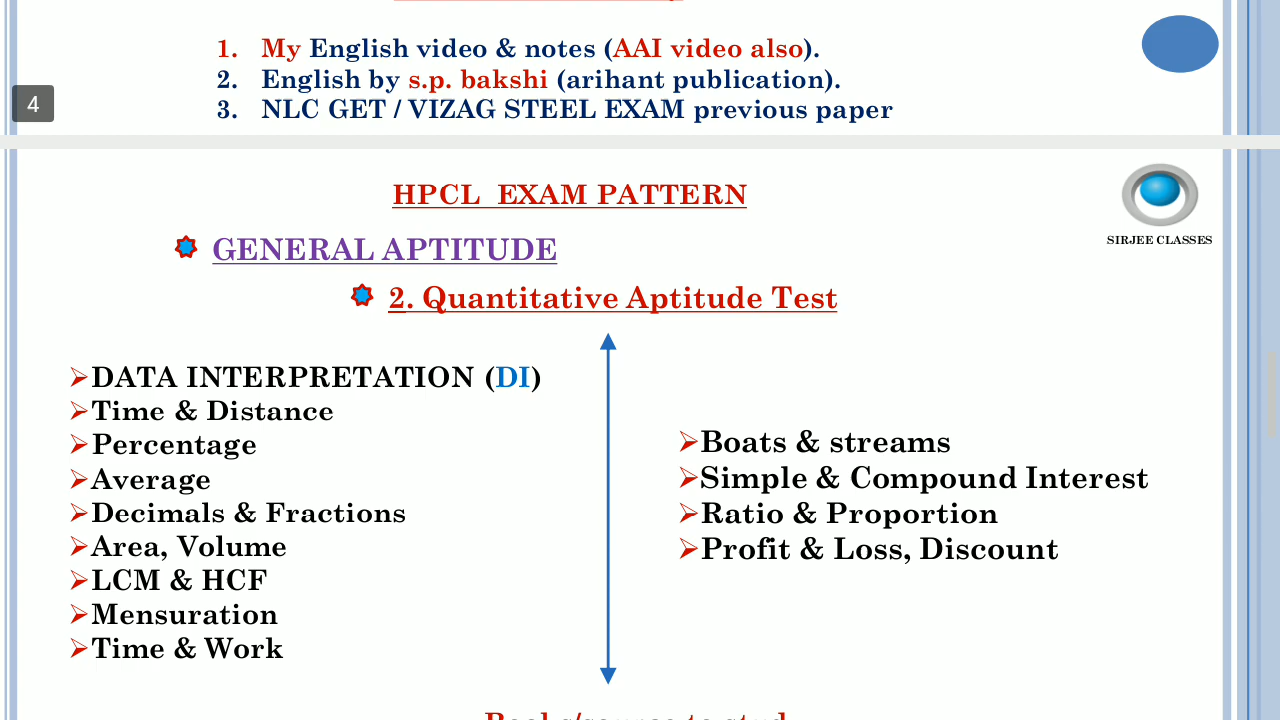 1. My English video & notes (AAI video also).
2. English by s.p. bakshi (arihant publication).
4
3. NLC GET / VIZAG STEEL EXAM previous paper
HPCL EXAM PATTERN
SIRJEE CLASSES
GENERAL APTITUDE
2. Quantitative Aptitude Test
DATA INTERPRETATION (DI)
Time & Distance
Percentage
Average
Decimals & Fractions
Area, Volume
LCM & HCF
Mensuration
Time & Work
Boats & streams
Simple & Compound Interest
Ratio & Proportion
Profit & Loss, Discount